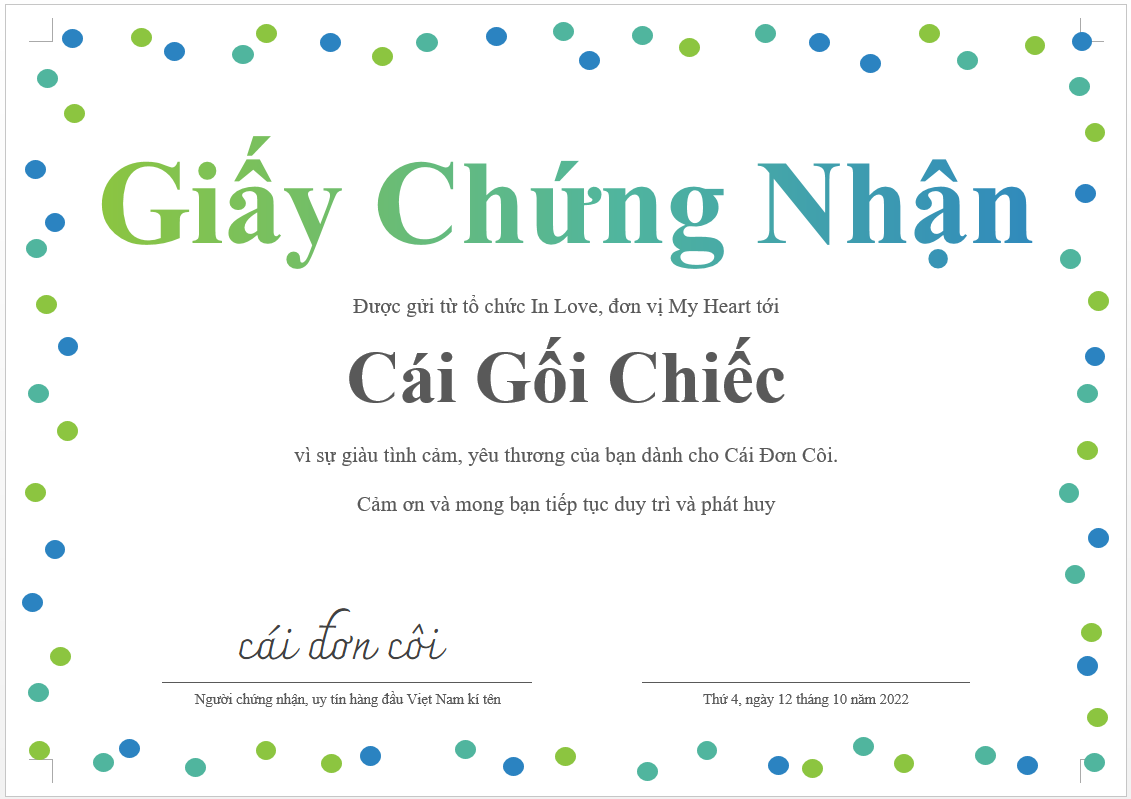 Giấy Chứng Nhận
Được gửi từ tổ chức In Love, đơn vị My Heart tới
Cái Gối Chiếc
vì sự giàu tình cảm, yêu thương của bạn dành cho Cái Đơn Côi.
Cảm ơn và mong bạn tiếp tục duy trì và phát huy
cái đơn côi
Người chứng nhận, uy tín hàng đầu Việt Nam kí tên
Thứ 4, ngày 12 tháng 10 năm 2022